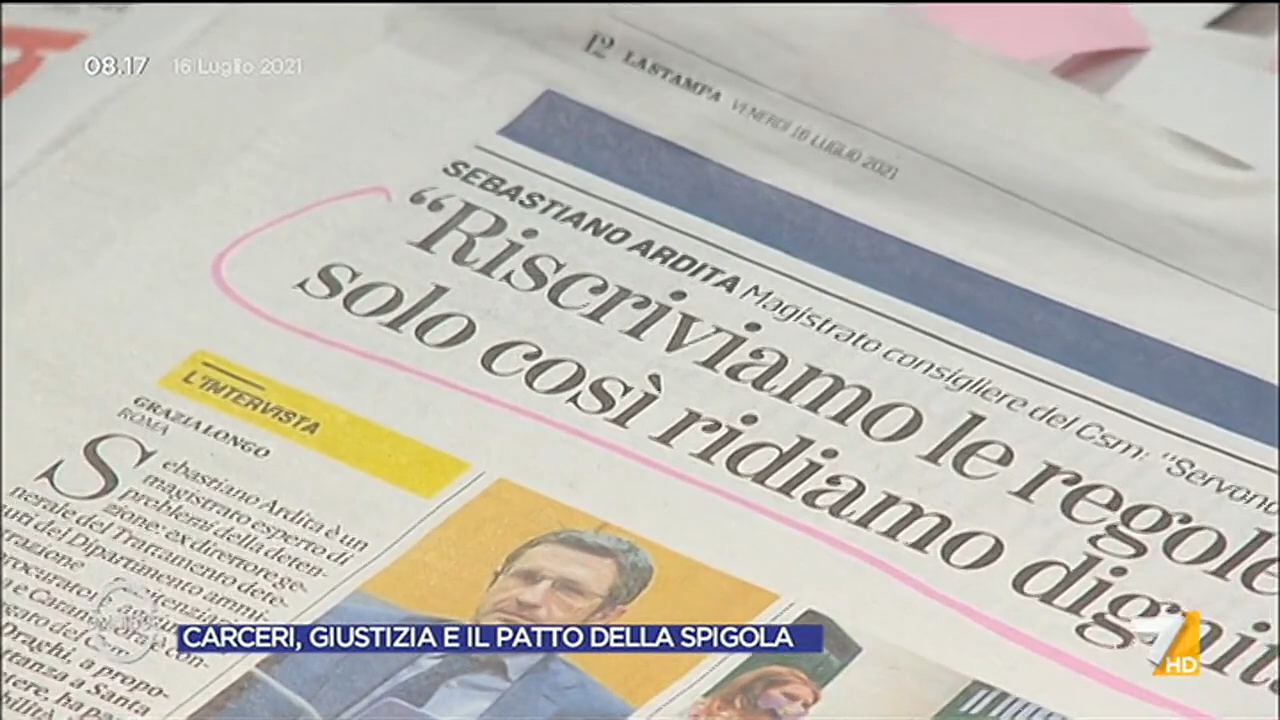 08.17 16 Luglio 2021
12 LA STAMPA VENERDÌ 16 LUGLIO 2021
SEBASTIANO ARDITA Magistrato consigliere del Csm: "Servono
“Riscriviamo le regole
solo così ridiamo dignit
L'INTERVISTA
GRAZIA LONGO
ROMA
Sebastiano Ardita è un
magistrato esperto di
problemi della deten-
zione: ex direttore ge-
nerale del Trattamento dete-
nuti del Dipartimento ammi-
CARCERI, GIUSTIZIA E IL PATTO DELLA SPIGOLA
Draghi, a propo-
a Santa
7 HD